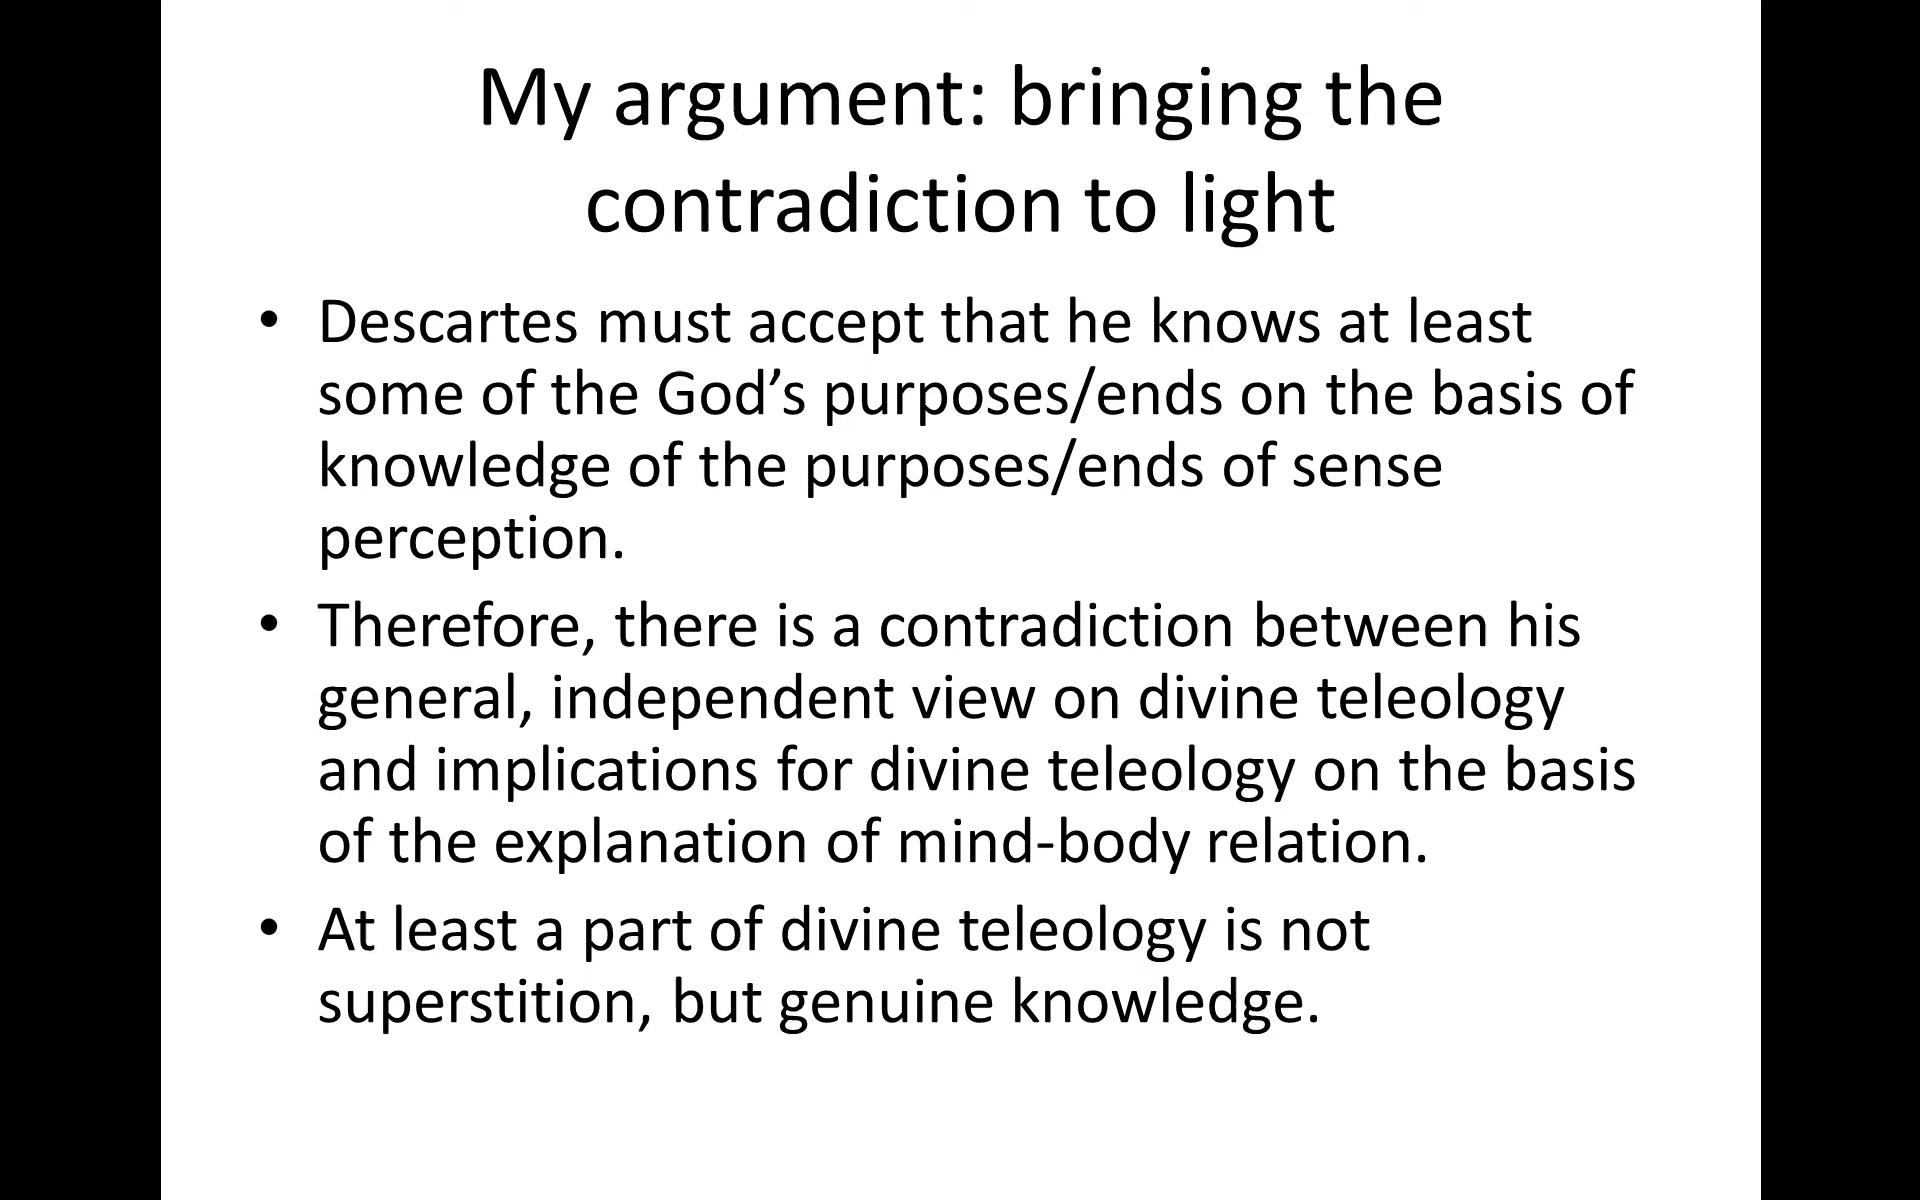 My argument: bringing the
contradiction to light
• Descartes must accept that he knows at least
some of the God’s purposes/ends on the basis of
knowledge of the purposes/ends of sense
perception.
• Therefore, there is a contradiction between his
general, independent view on divine teleology
and implications for divine teleology on the basis
of the explanation of mind-body relation.
• At least a part of divine teleology is not
superstition, but genuine knowledge.